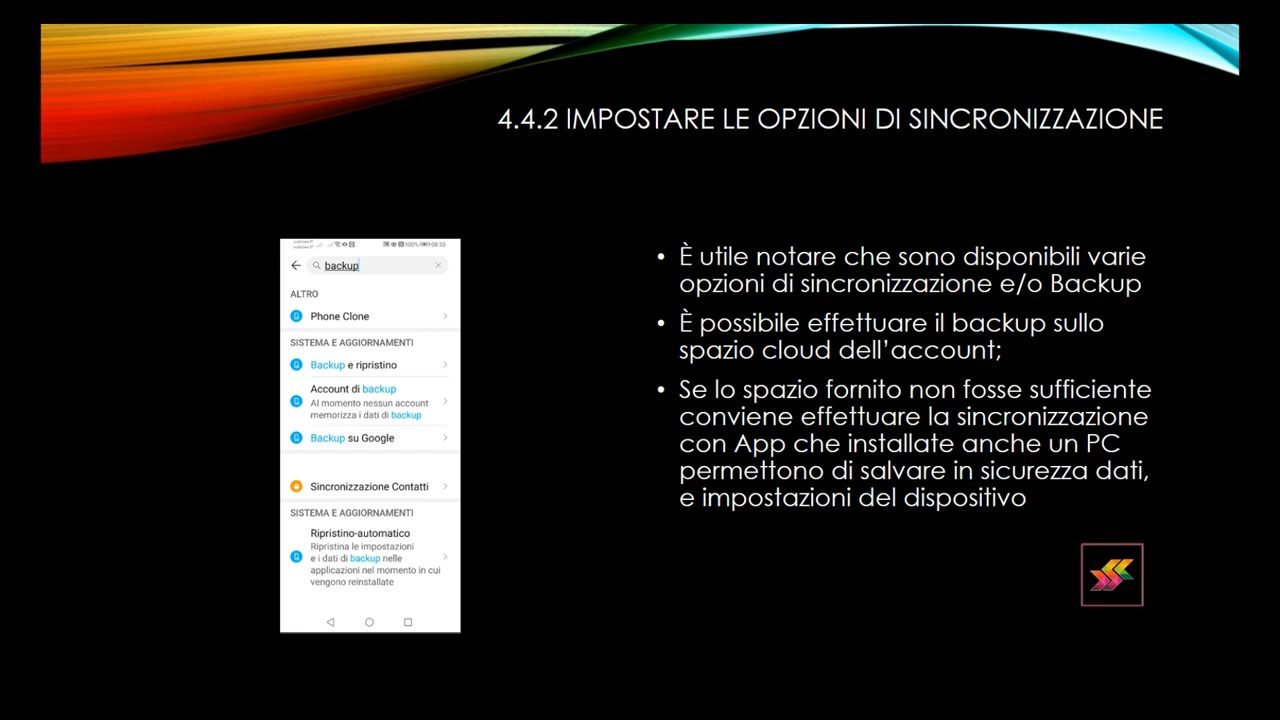 4.4.2 IMPOSTARE LE OPZIONI DI SINCRONIZZAZIONE
100%
08:53
backup
ALTRO
Phone Clone
SISTEMA E AGGIORNAMENTI
Backup e ripristino
Account di backup
Al momento nessun account
memorizza i dati di backup
Backup su Google
Sincronizzazione Contatti
SISTEMA E AGGIORNAMENTI
Ripristino-automatico
Ripristina le impostazioni
e i dati di backup nelle
applicazioni nel momento in cui
vengono reinstallate
• È utile notare che sono disponibili varie
opzioni di sincronizzazione e/o Backup
• È possibile effettuare il backup sullo
spazio cloud dell’account;
• Se lo spazio fornito non fosse sufficiente
conviene effettuare la sincronizzazione
con App che installate anche un PC
permettono di salvare in sicurezza dati,
e impostazioni del dispositivo